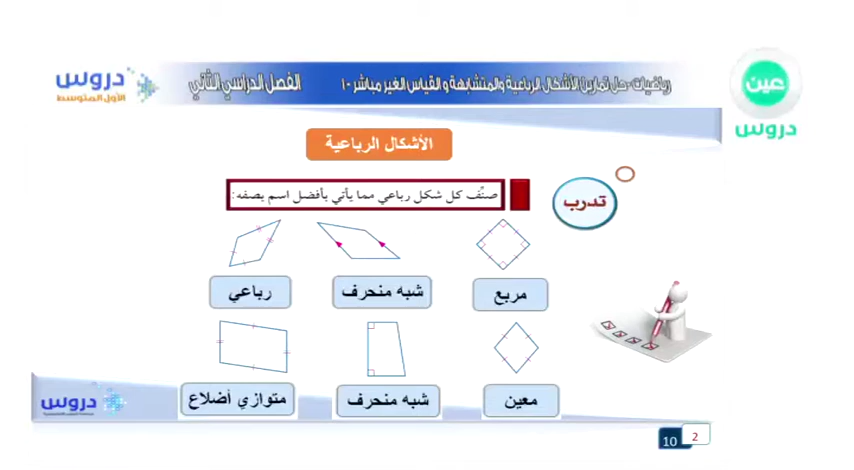 دروس
الأول المتوسط
رياضيات - حل تمارين الأشكال الرباعية والمتشابهة و القياس الغير مباشر - ١٠
الفصل الدراسي الثاني
عين
دروس
الأشكال الرباعية
تدرب
صنّف كل شكل رباعي مما يأتي بأفضل اسم يصفه:
مربع
شبه منحرف
رباعي
معين
شبه منحرف
متوازي أضلاع
دروس
10
2